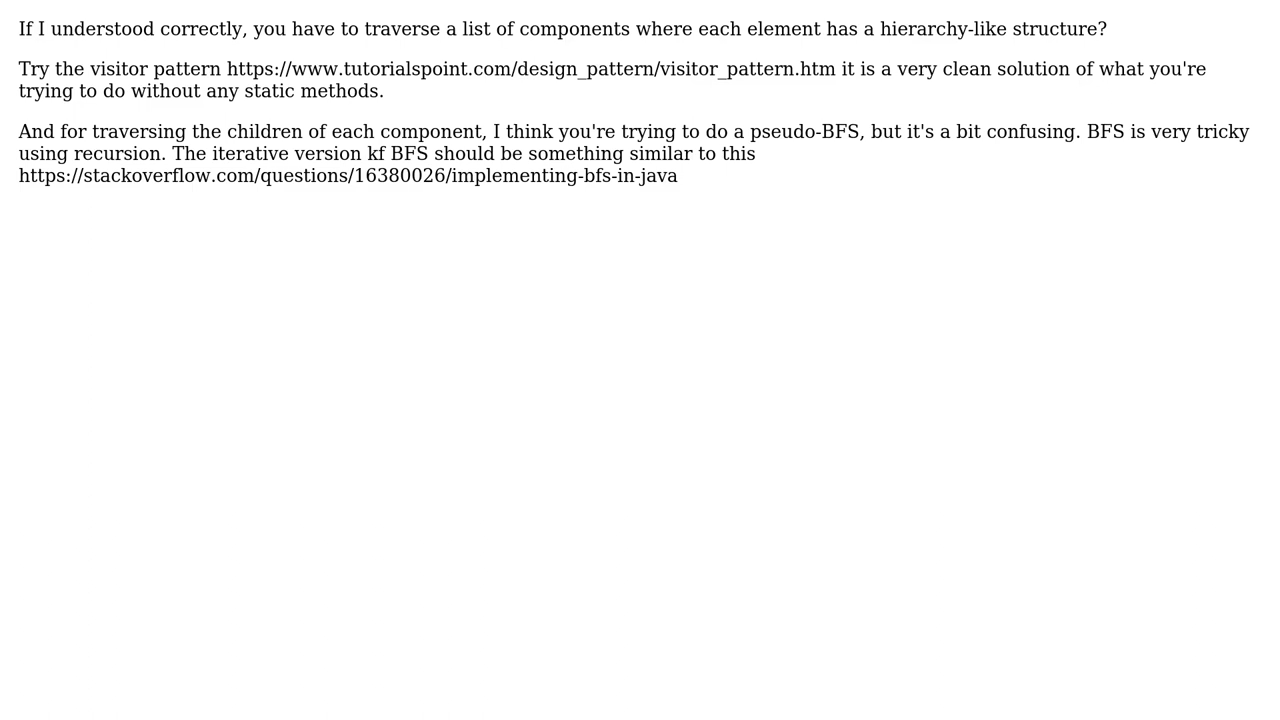 If I understood correctly, you have to traverse a list of components where each element has a hierarchy-like structure?
Try the visitor pattern https://www.tutorialspoint.com/design_pattern/visitor_pattern.htm it is a very clean solution of what you're
trying to do without any static methods.
And for traversing the children of each component, I think you're trying to do a pseudo-BFS, but it's a bit confusing. BFS is very tricky
using recursion. The iterative version kf BFS should be something similar to this
https://stackoverflow.com/questions/16380026/implementing-bfs-in-java